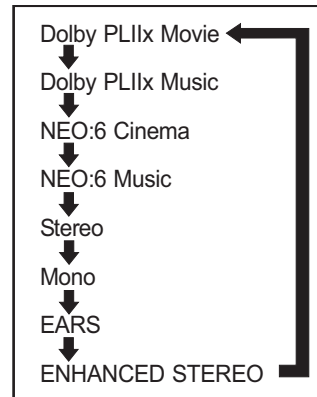 Dolby PLIIx Movie
Dolby PLIIx Music
NEO:6 Cinema
NEO:6 Music
Stereo
Mono
EARS
ENHANCED STEREO